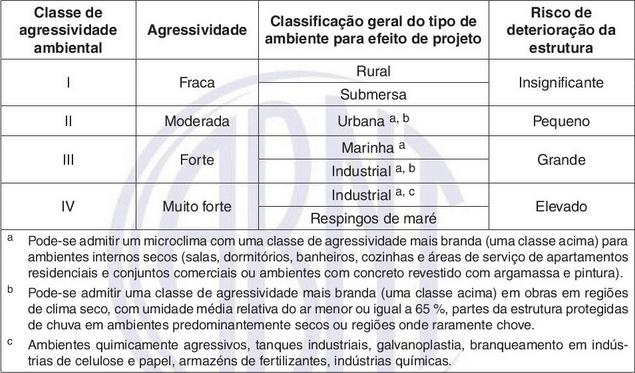 Classe de agressividade ambiental
Agressividade
Classificação geral do tipo de ambiente para efeito de projeto
Risco de deterioração da estrutura
I
Fraca
Rural
Submersa
Insignificante
II
Moderada
Urbana a, b
Pequeno
III
Forte
Marinha a
Industrial a, b
Grande
IV
Muito forte
Industrial a, c
Respingos de maré
Elevado
a Pode-se admitir um microclima com uma classe de agressividade mais branda (uma classe acima) para
ambientes internos secos (salas, dormitórios, banheiros, cozinhas e áreas de serviço de apartamentos
residenciais e conjuntos comerciais ou ambientes com concreto revestido com argamassa e pintura).
b Pode-se admitir uma classe de agressividade mais branda (uma classe acima) em obras em regiões
de clima seco, com umidade média relativa do ar menor ou igual a 65 %, partes da estrutura protegidas
de chuva em ambientes predominantemente secos ou regiões onde raramente chove.
c Ambientes quimicamente agressivos, tanques industriais, galvanoplastia, branqueamento em indús-
trias de celulose e papel, armazéns de fertilizantes, indústrias químicas.
ABNT